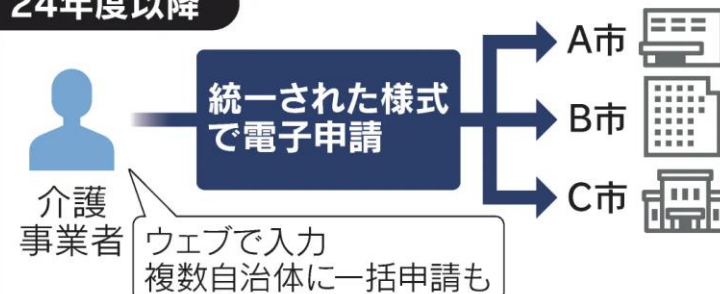 24年度以降
統一された様式
で電子申請
A市
B市
C市
介護
事業者
ウェブで入力
複数自治体に一括申請も